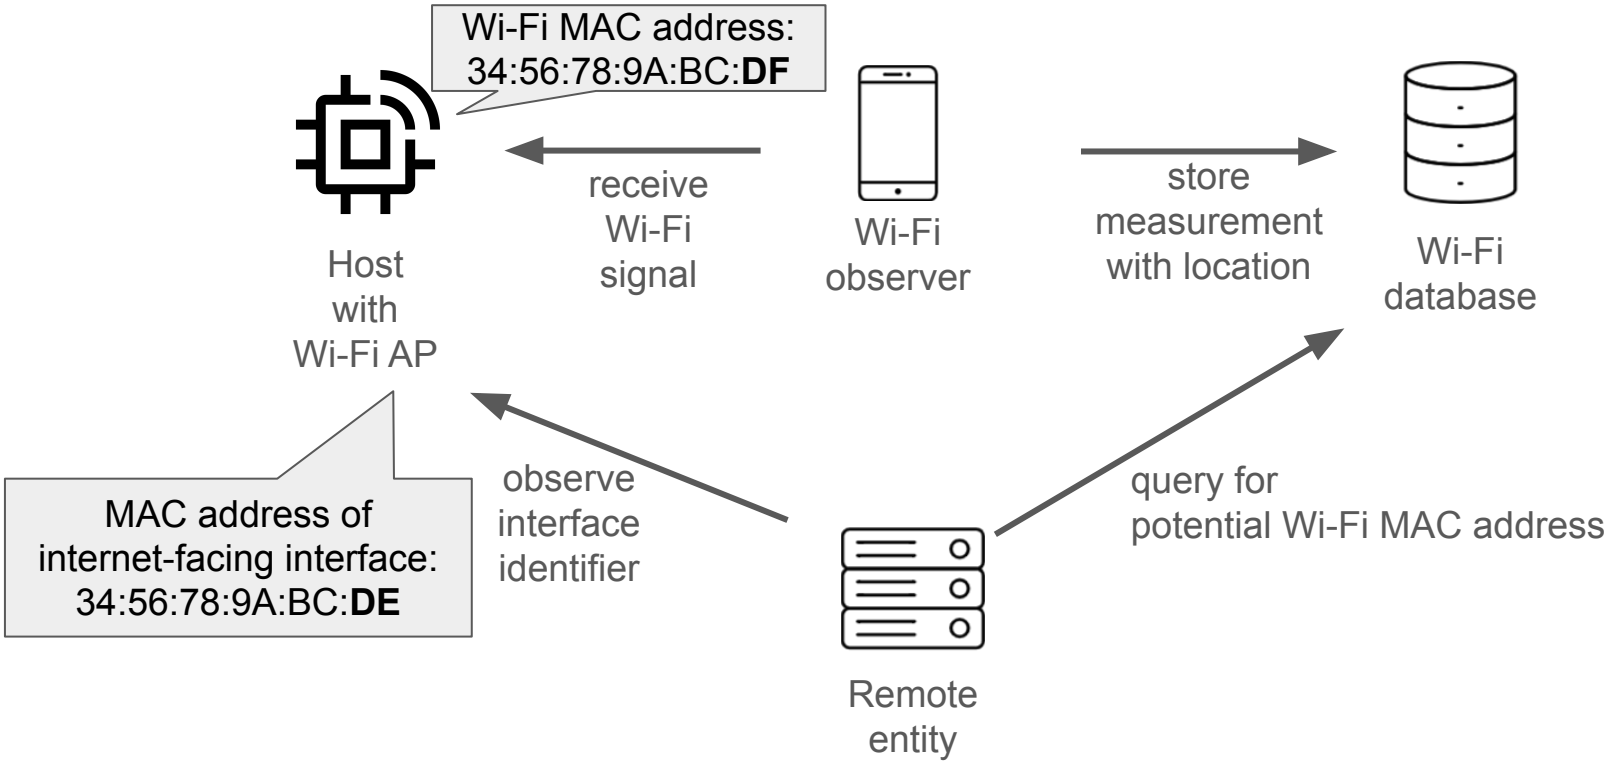 Wi-Fi MAC address:
34:56:78:9A:BC:DF
receive
Wi-Fi
signal
store
measurement
with location
Host
with
Wi-Fi AP
Wi-Fi
observer
Wi-Fi
database
MAC address of
internet-facing interface:
34:56:78:9A:BC:DE
observe
interface
identifier
query for
potential Wi-Fi MAC address
Remote
entity